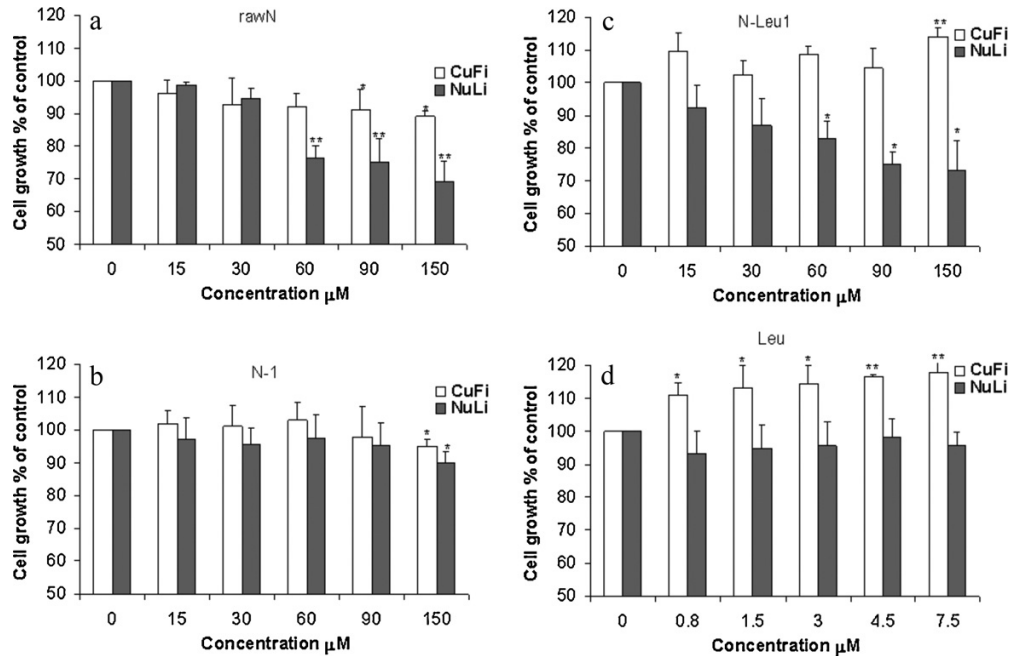 a
rawN
120
110
100
90
80
70
60
50
Cell growth % of control
CuFi
NuLi
*
*
**
**
**
0 15 30 60 90 150
Concentration μM
c
N-Leu1
120
110
100
90
80
70
60
50
Cell growth % of control
**
CuFi
NuLi
*
*
*
0 15 30 60 90 150
Concentration μM
b
N-1
120
110
100
90
80
70
60
50
Cell growth % of control
CuFi
NuLi
*
*
0 15 30 60 90 150
Concentration μM
d
Leu
120
110
100
90
80
70
60
50
Cell growth % of control
*
*
*
**
**
CuFi
NuLi
0 0.8 1.5 3 4.5 7.5
Concentration μM